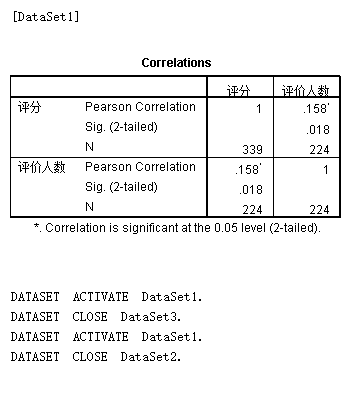 [DataSet1]
Correlations
评分 评价人数
评分 Pearson Correlation 1 .158*
Sig. (2-tailed) .018
N 339 224
评价人数 Pearson Correlation .158* 1
Sig. (2-tailed) .018
N 224 224
*. Correlation is significant at the 0.05 level (2-tailed).
DATASET ACTIVATE DataSet1.
DATASET CLOSE DataSet3.
DATASET ACTIVATE DataSet1.
DATASET CLOSE DataSet2.